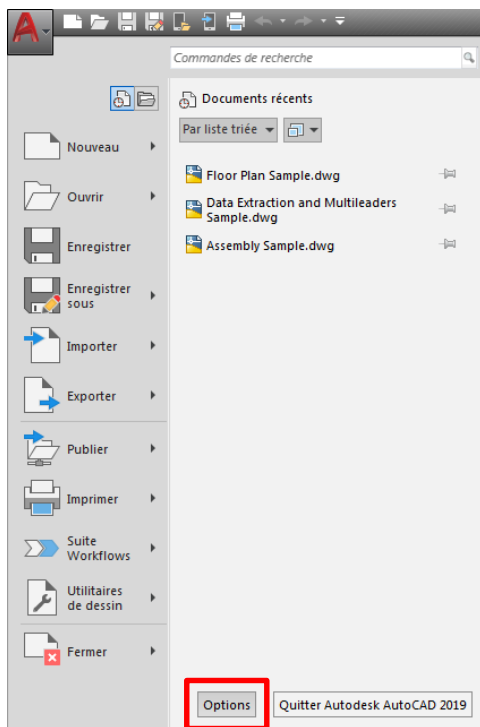 Commandes de recherche
Documents récents
Par liste triée
Nouveau
Floor Plan Sample.dwg
Ouvrir
Data Extraction and Multileaders
Sample.dwg
Enregistrer
Assembly Sample.dwg
Enregistrer
sous
Importer
Exporter
Publier
Imprimer
Suite
Workflows
Utilitaires
de dessin
Fermer
Options
Quitter Autodesk AutoCAD 2019